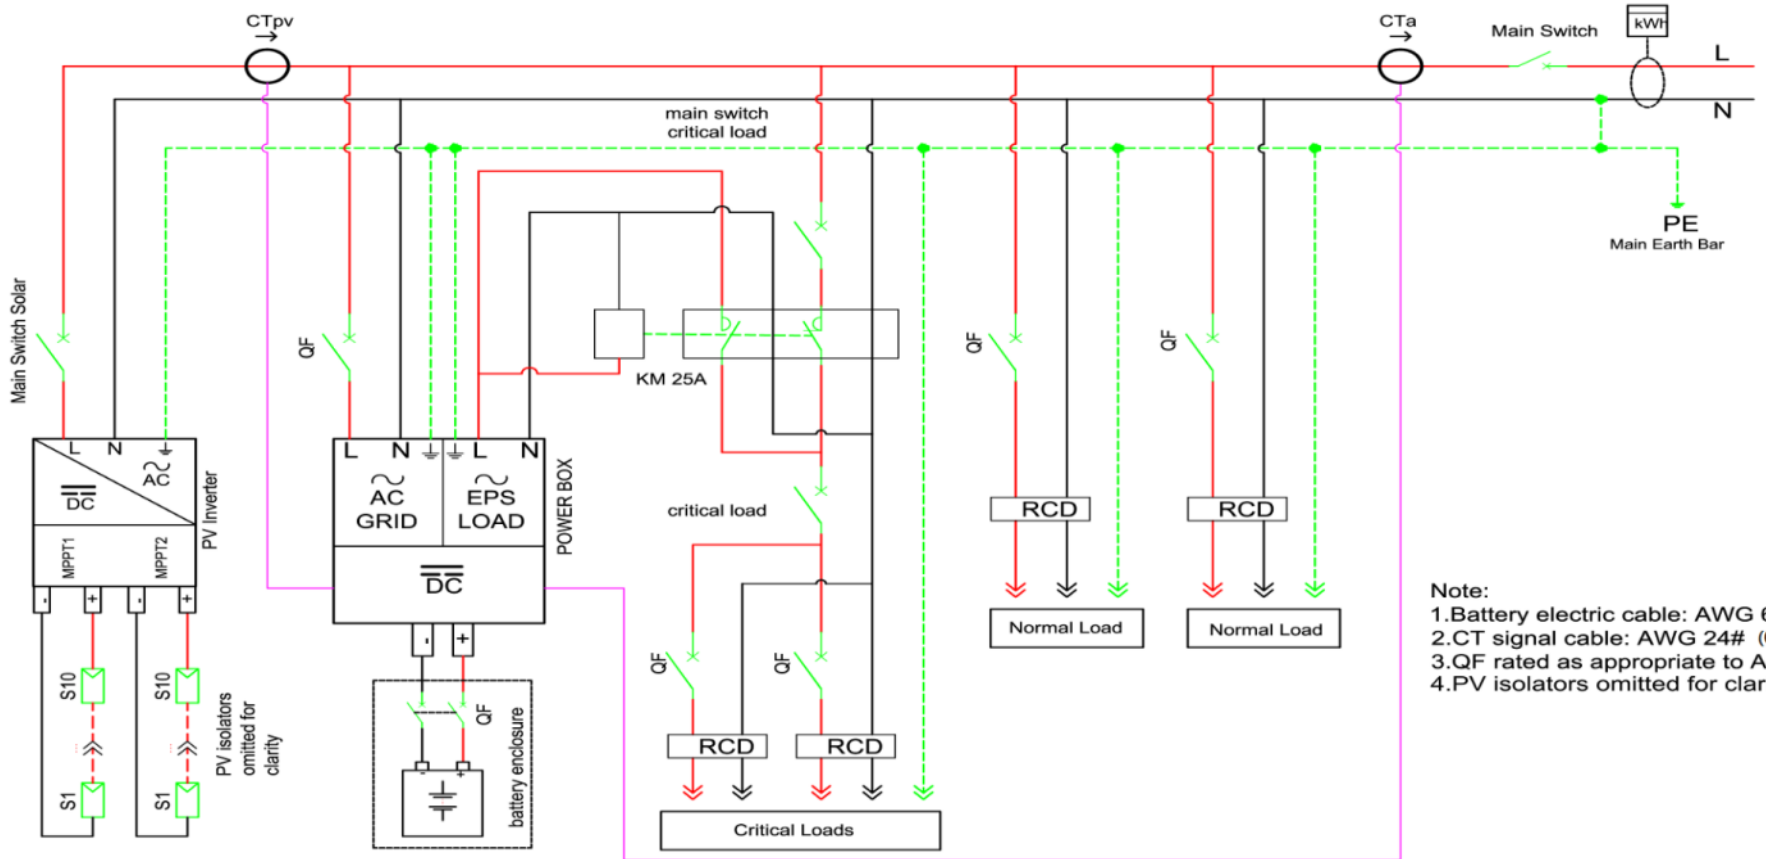 CTpv
CTa
Main Switch
kWh
L
N
main switch
critical load
PE
Main Earth Bar
Main Switch Solar
QF
KM 25A
QF
QF
L
N
AC
DC
PV Inverter
MPPT1
MPPT2
-
+
-
+
L
N
L
N
AC
GRID
EPS
LOAD
POWER BOX
DC
-
+
critical load
RCD
RCD
Normal Load
Normal Load
S10
S10
S1
S1
PV isolators
omitted for
clarity
QF
-
+
battery enclosure
QF
QF
RCD
RCD
Critical Loads
Note:
1.Battery electric cable: AWG 6
2.CT signal cable: AWG 24# (
3.QF rated as appropriate to A
4.PV isolators omitted for clar